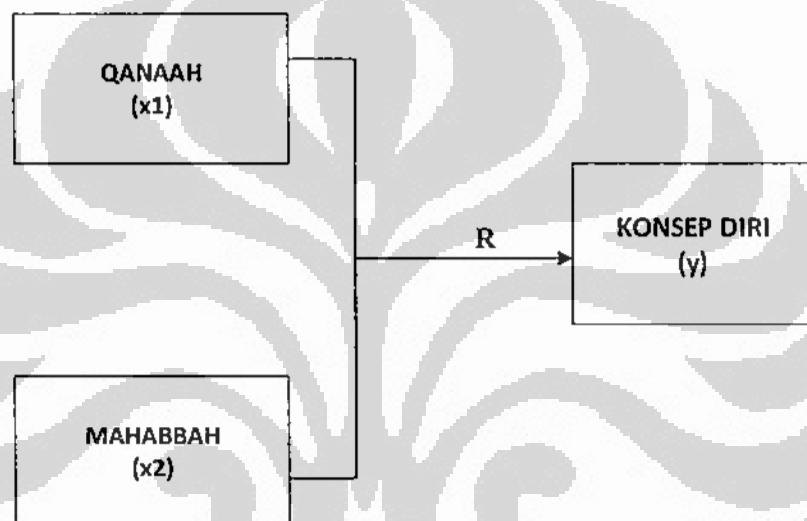 QANAAH
(x1)
R
KONSEP DIRI
(y)
MAHABBAH
(x2)